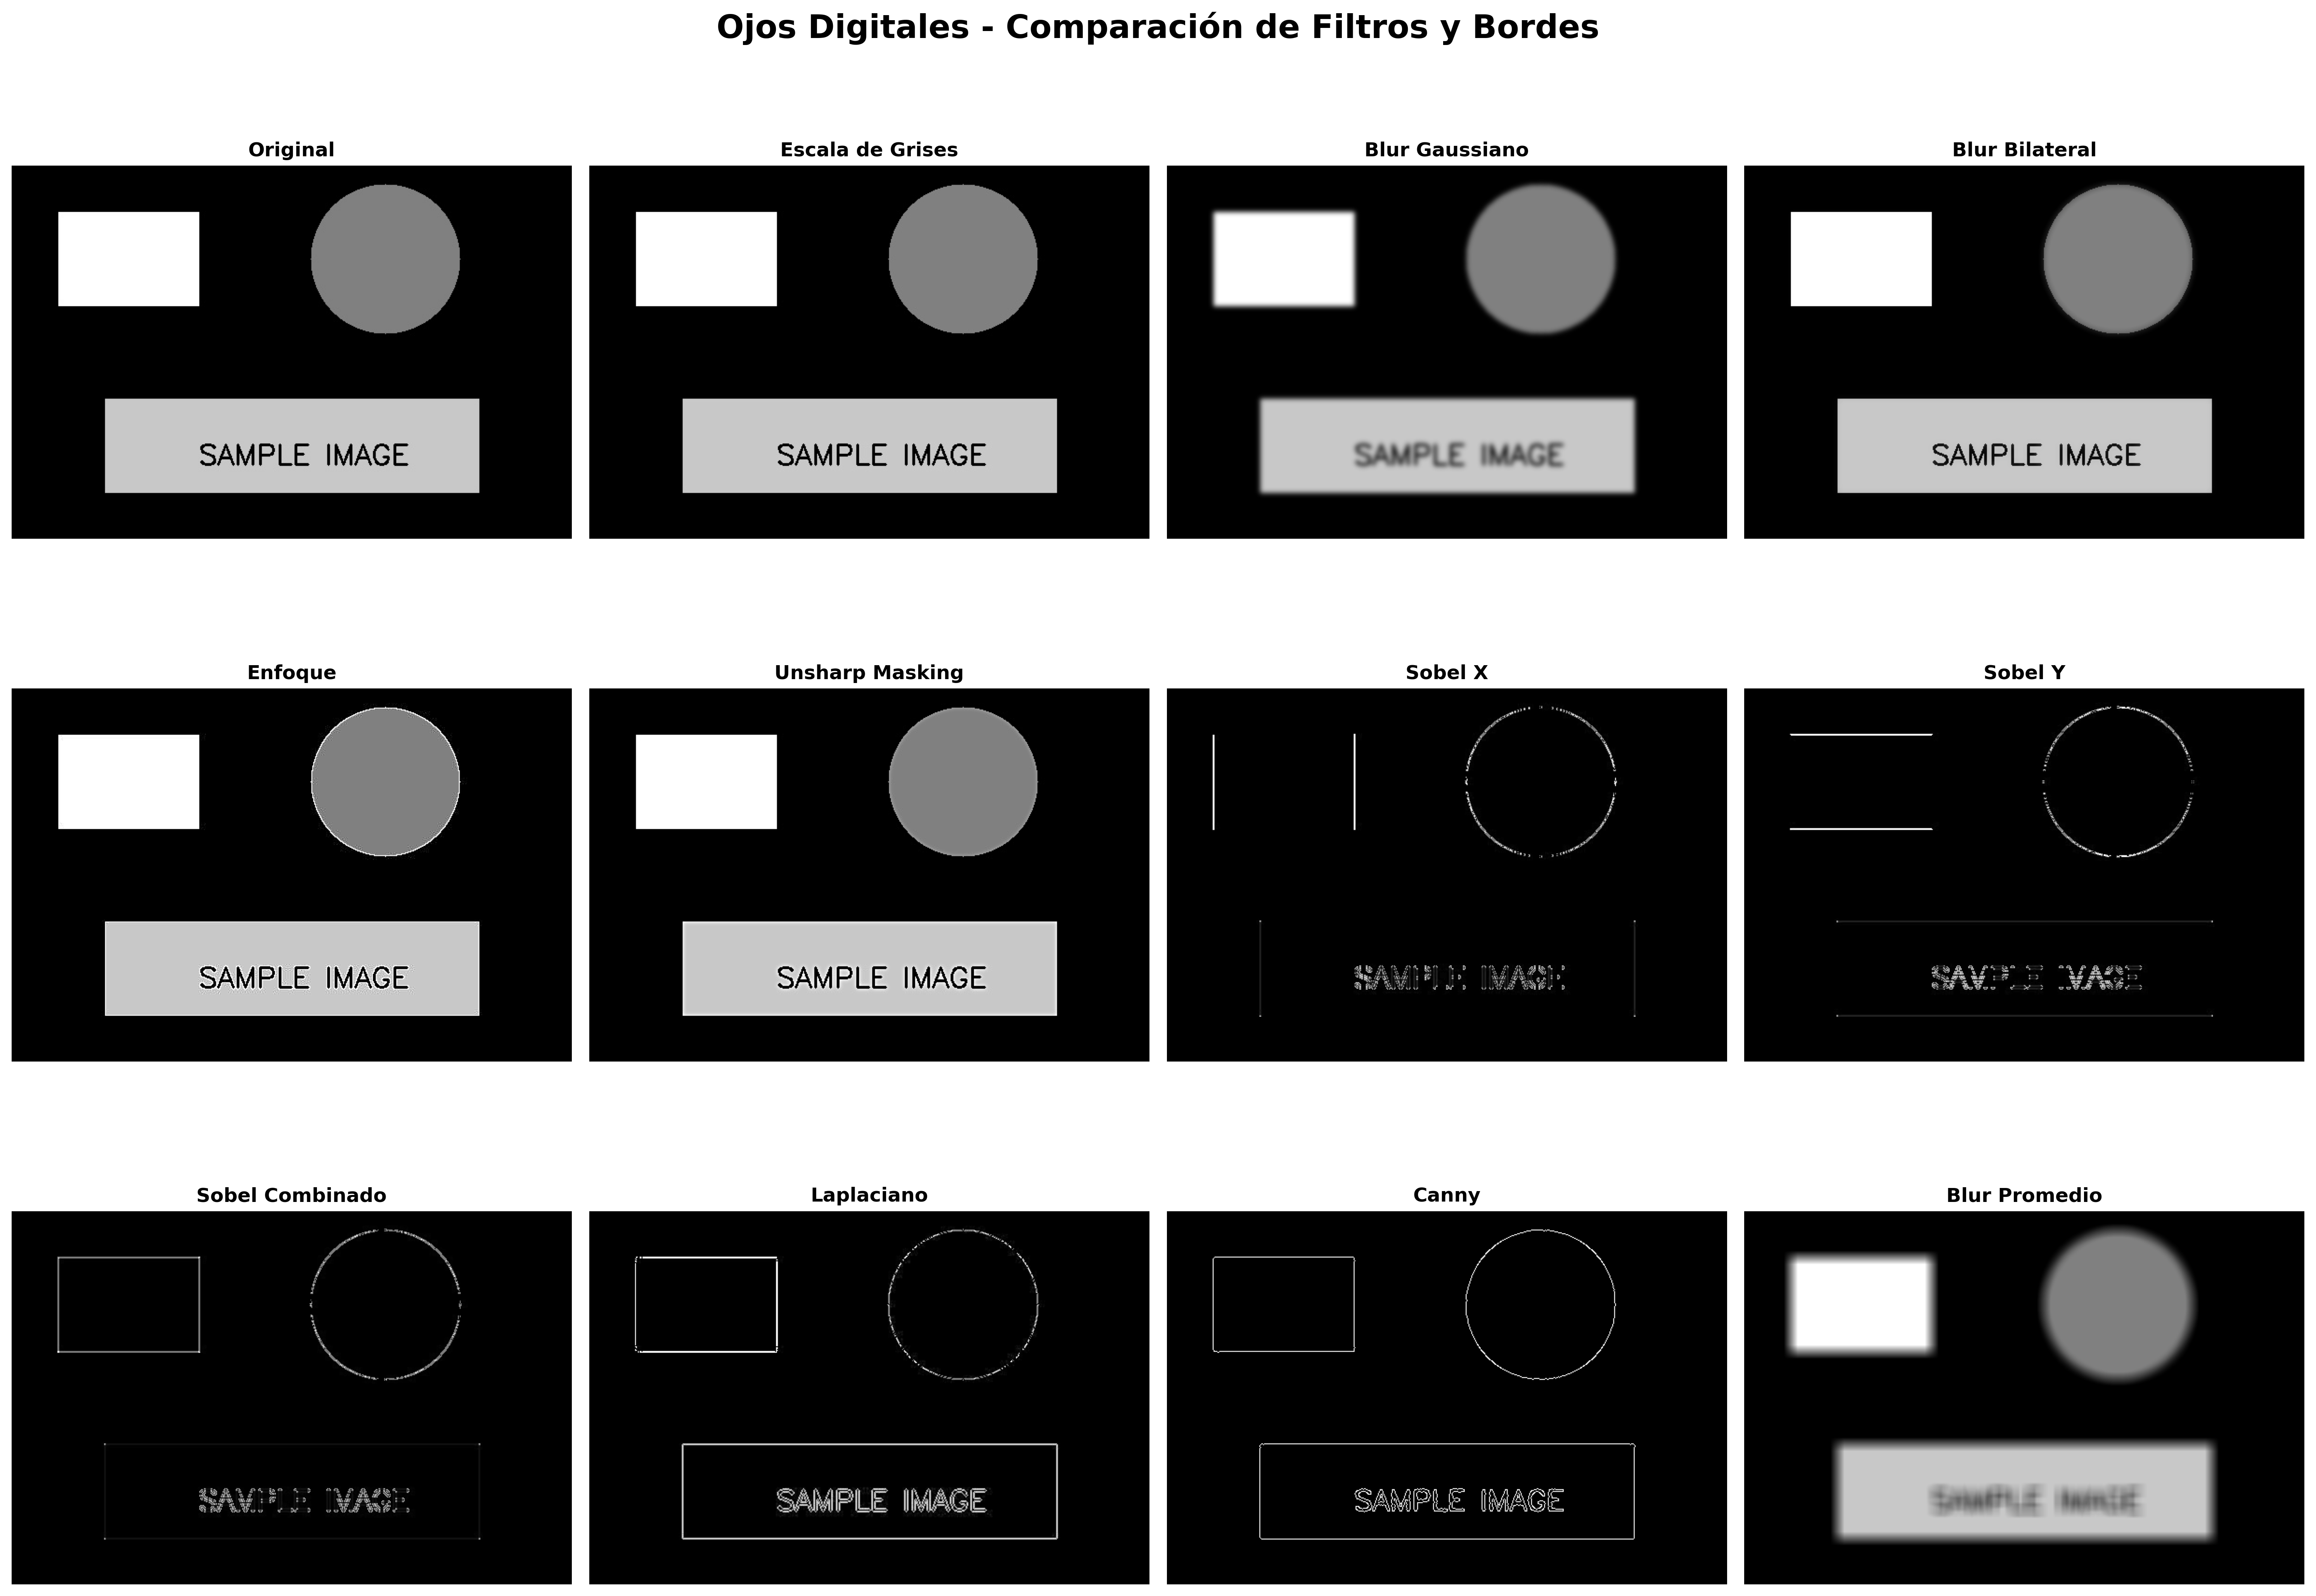 Ojos Digitales - Comparación de Filtros y Bordes
Original
Escala de Grises
Blur Gaussiano
Blur Bilateral
SAMPLE IMAGE
SAMPLE IMAGE
SAMPLE IMAGE
SAMPLE IMAGE
Enfoque
Unsharp Masking
Sobel X
Sobel Y
SAMPLE IMAGE
SAMPLE IMAGE
SAMPLE IMAGE
SAMPLE IMAGE
Sobel Combinado
Laplaciano
Canny
Blur Promedio
SAMPLE IMAGE
SAMPLE IMAGE
SAMPLE IMAGE
SAMPLE IMAGE